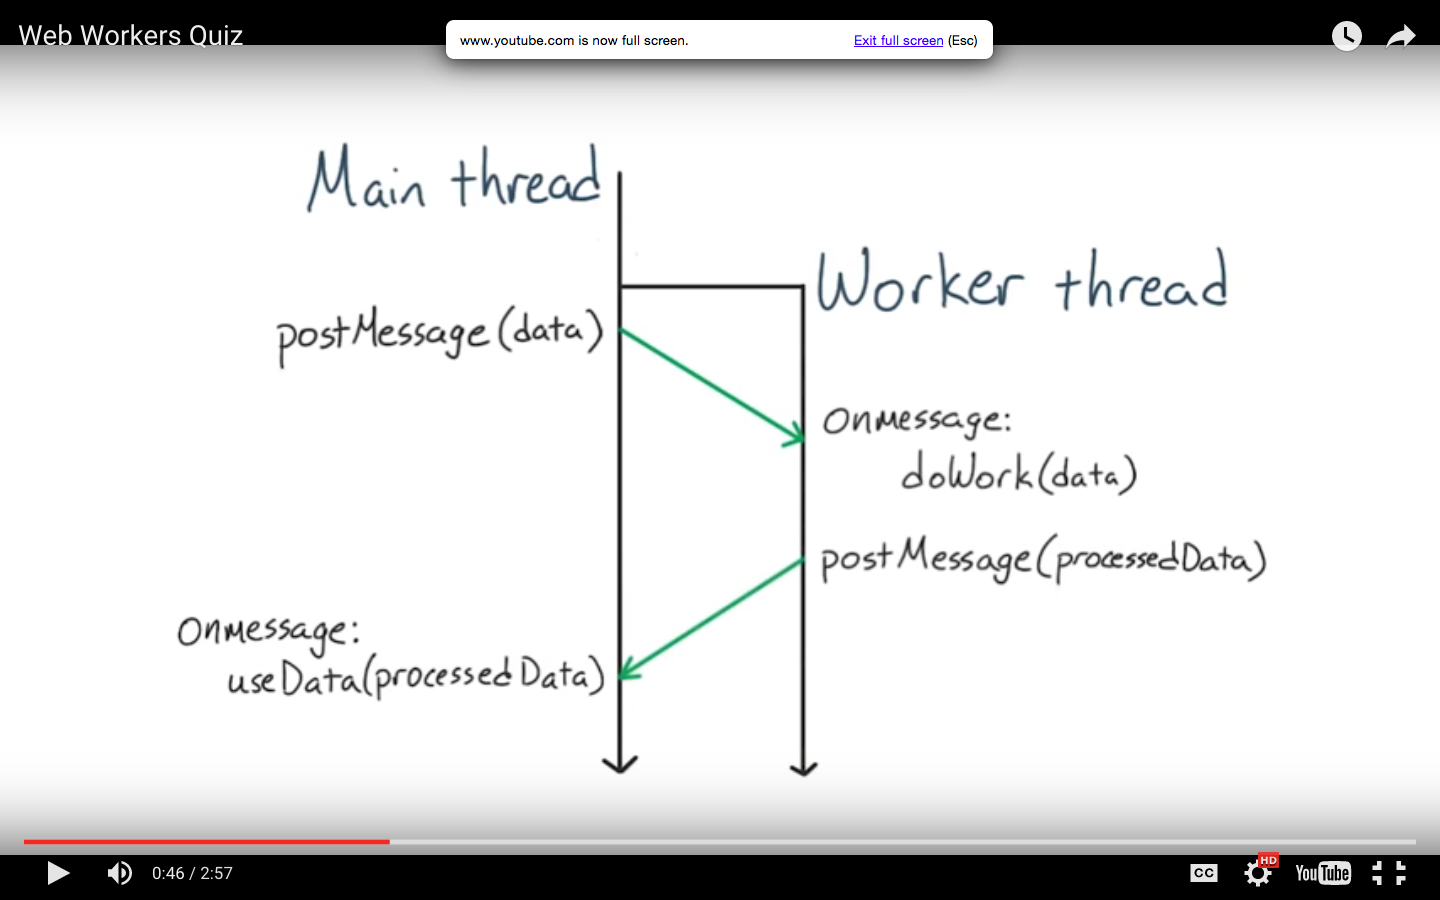 Web Workers Quiz
www.youtube.com is now full screen. Exit full screen (Esc)
Main thread
Worker thread
postMessage(data)
Onmessage:
doWork(data)
postMessage(processedData)
Onmessage:
useData(processedData)
0:46 / 2:57
CC
HD
YouTube